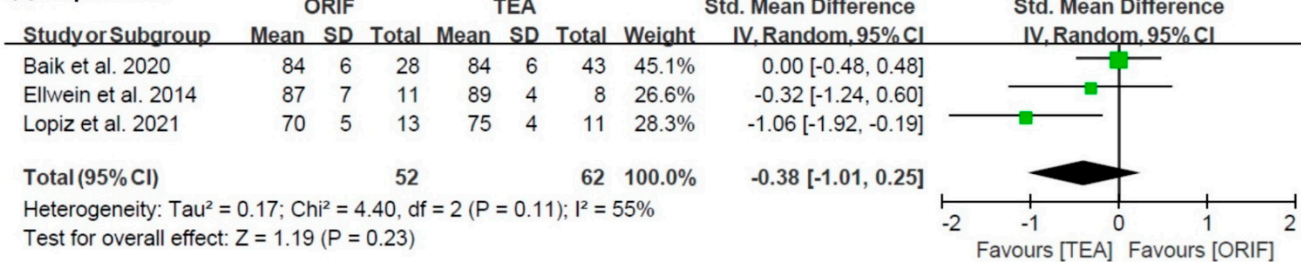 ORIF TEA Std. Mean Difference Std. Mean Difference
Study or Subgroup Mean SD Total Mean SD Total Weight IV, Random, 95% CI IV, Random, 95% CI
Baik et al. 2020 84 6 28 84 6 43 45.1% 0.00 [-0.48, 0.48]
Ellwein et al. 2014 87 7 11 89 4 8 26.6% -0.32 [-1.24, 0.60]
Lopiz et al. 2021 70 5 13 75 4 11 28.3% -1.06 [-1.92, -0.19]
Total (95% CI) 52 62 100.0% -0.38 [-1.01, 0.25]
Heterogeneity: Tau² = 0.17; Chi² = 4.40, df = 2 (P = 0.11); I² = 55%
Test for overall effect: Z = 1.19 (P = 0.23)
-2 -1 0 1 2
Favours [TEA] Favours [ORIF]